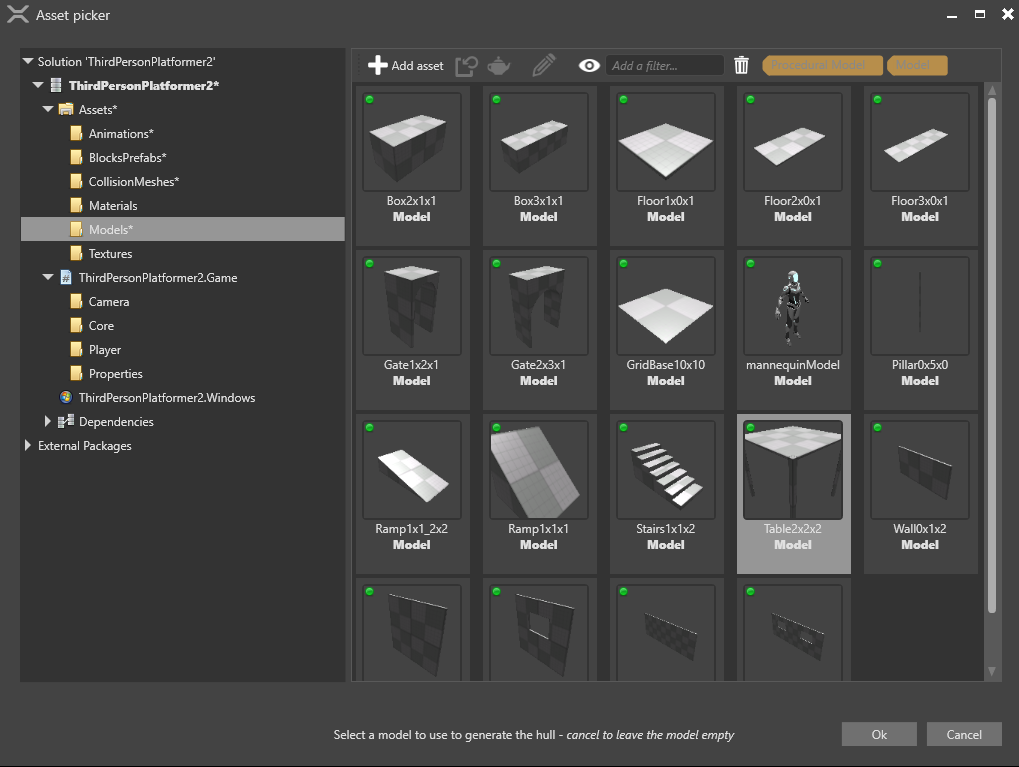 Asset picker
Solution 'ThirdPersonPlatformer2'
ThirdPersonPlatformer2*
Assets*
Animations*
BlocksPrefabs*
CollisionMeshes*
Materials
Models*
Textures
ThirdPersonPlatformer2.Game
Camera
Core
Player
Properties
ThirdPersonPlatformer2.Windows
Dependencies
External Packages
Add asset
Add a filter...
Procedural Model
Model
Box2x1x1
Model
Box3x1x1
Model
Floor1x0x1
Model
Floor2x0x1
Model
Floor3x0x1
Model
Gate1x2x1
Model
Gate2x3x1
Model
GridBase10x10
Model
mannequinModel
Model
Pillar0x5x0
Model
Ramp1x1_2x2
Model
Ramp1x1x1
Model
Stairs1x1x2
Model
Table2x2x2
Model
Wall0x1x2
Model
Select a model to use to generate the hull - cancel to leave the model empty
Ok
Cancel